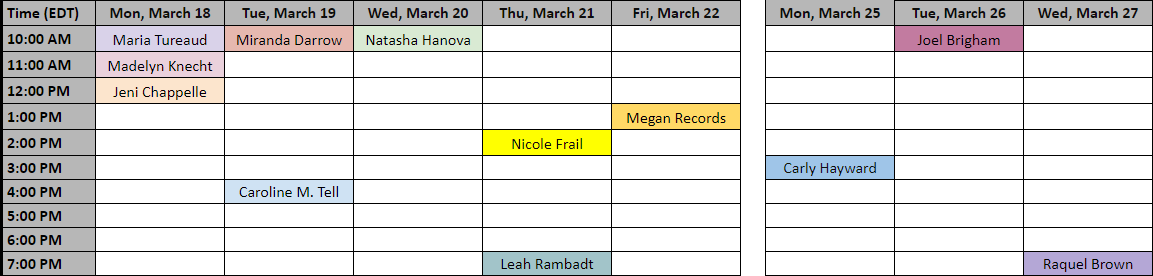 Time (EDT) Mon, March 18 Tue, March 19 Wed, March 20 Thu, March 21 Fri, March 22 Mon, March 25 Tue, March 26 Wed, March 27
10:00 AM Maria Tureaud Miranda Darrow Natasha Hanova Joel Brigham
11:00 AM Madelyn Knecht
12:00 PM Jeni Chappelle
1:00 PM Megan Records
2:00 PM Nicole Frail
3:00 PM Carly Hayward
4:00 PM Caroline M. Tell
5:00 PM
6:00 PM
7:00 PM Leah Rambadt Raquel Brown